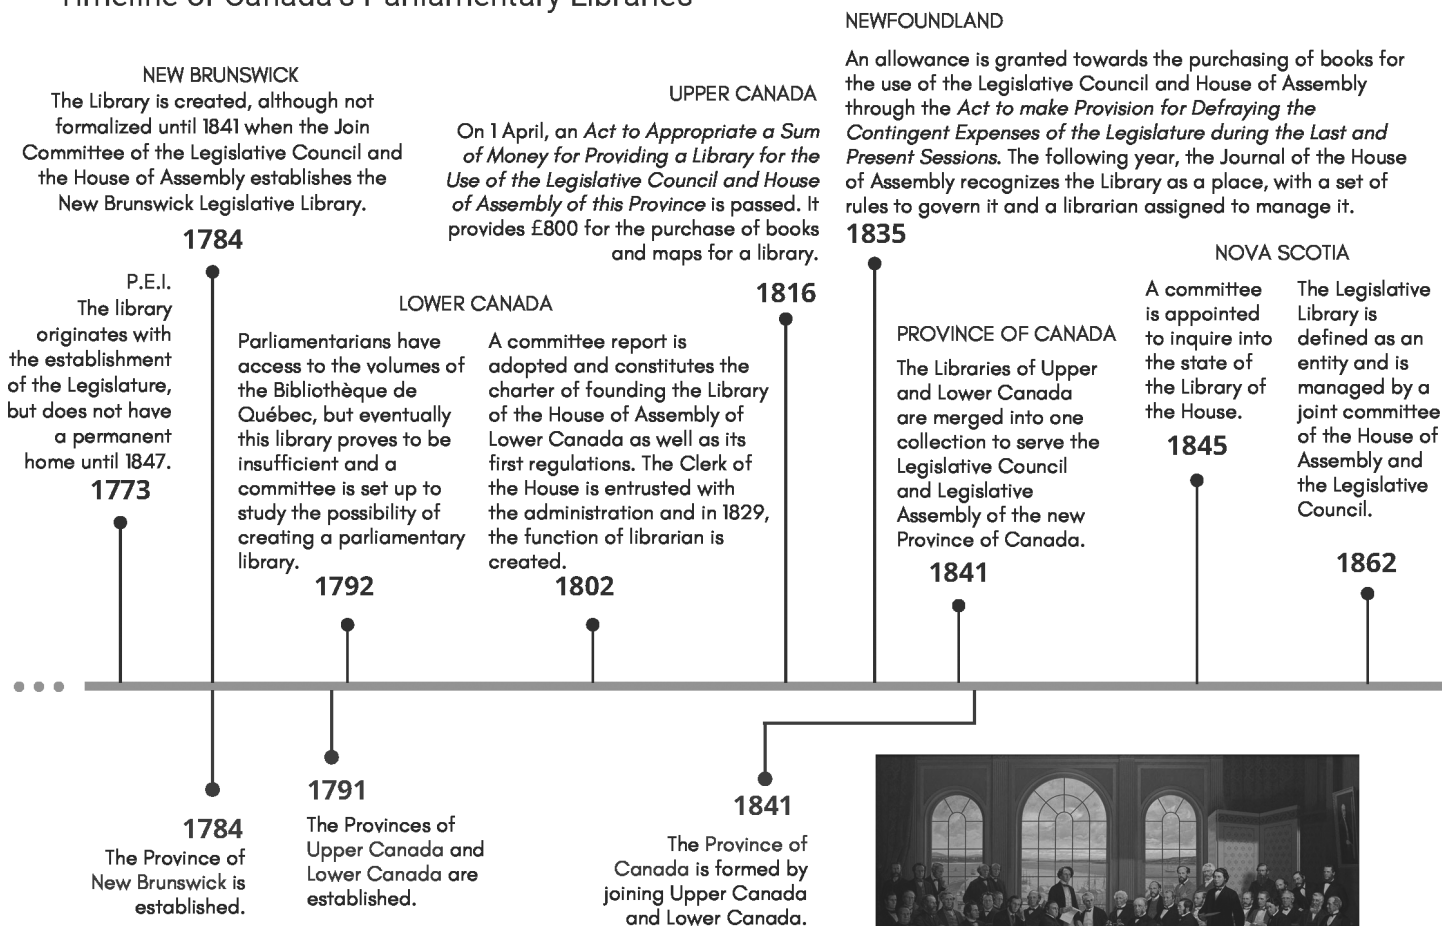 Timeline of Canada's Parliamentary Libraries
NEW BRUNSWICK
The Library is created, although not
formalized until 1841 when the Join
Committee of the Legislative Council and
the House of Assembly establishes the
New Brunswick Legislative Library.
1784
P.E.I.
The library
originates with
the establishment
of the Legislature,
but does not have
a permanent
home until 1847.
1773
LOWER CANADA
Parliamentarians have
access to the volumes of
the Bibliothèque de
Québec, but eventually
this library proves to be
insufficient and a
committee is set up to
study the possibility of
creating a parliamentary
library.
1792
A committee report is
adopted and constitutes the
charter of founding the Library
of the House of Assembly of
Lower Canada as well as its
first regulations. The Clerk of
the House is entrusted with
the administration and in 1829,
the function of librarian is
created.
1802
UPPER CANADA
On 1 April, an Act to Appropriate a Sum
of Money for Providing a Library for the
Use of the Legislative Council and House
of Assembly of this Province is passed. It
provides £800 for the purchase of books
and maps for a library.
1816
NEWFOUNDLAND
An allowance is granted towards the purchasing of books for
the use of the Legislative Council and House of Assembly
through the Act to make Provision for Defraying the
Contingent Expenses of the Legislature during the Last and
Present Sessions. The following year, the Journal of the House
of Assembly recognizes the Library as a place, with a set of
rules to govern it and a librarian assigned to manage it.
1835
PROVINCE OF CANADA
The Libraries of Upper
and Lower Canada
are merged into one
collection to serve the
Legislative Council
and Legislative
Assembly of the new
Province of Canada.
1841
NOVA SCOTIA
A committee
is appointed
to inquire into
the state of
the Library of
the House.
1845
The Legislative
Library is
defined as an
entity and is
managed by a
joint committee
of the House of
Assembly and
the Legislative
Council.
1862
1784
The Province of
New Brunswick is
established.
1791
The Provinces of
Upper Canada and
Lower Canada are
established.
1841
The Province of
Canada is formed by
joining Upper Canada
and Lower Canada.